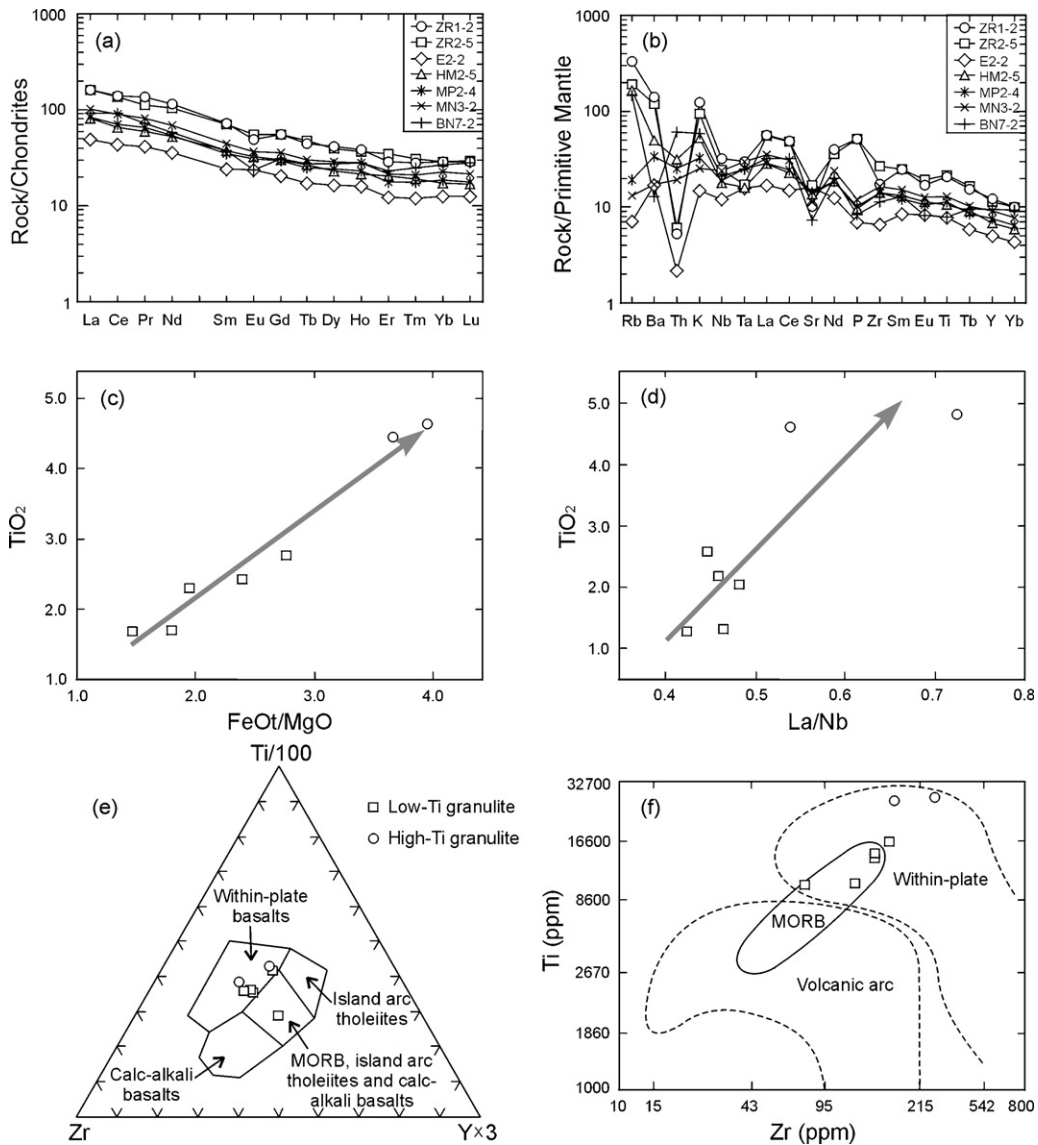 (a)
ZR1-2
ZR2-5
E2-2
HM2-5
MP2-4
MN3-2
BN7-2
1000
100
10
1
Rock/Chondrites
La Ce Pr Nd Sm Eu Gd Tb Dy Ho Er Tm Yb Lu
(b)
ZR1-2
ZR2-5
E2-2
HM2-5
MP2-4
MN3-2
BN7-2
1000
100
10
1
Rock/Primitive Mantle
Rb Ba Th K Nb Ta La Ce Sr Nd P Zr Sm Eu Ti Tb Y Yb
(c)
5.0
4.0
3.0
2.0
1.0
TiO2
1.0 2.0 3.0 4.0
FeOt/MgO
(d)
5.0
4.0
3.0
2.0
1.0
TiO2
0.4 0.5 0.6 0.7 0.8
La/Nb
(e)
Ti/100
Low-Ti granulite
High-Ti granulite
Within-plate
basalts
Island arc
tholeiites
Calc-alkali
basalts
MORB, island arc
tholeiites and calc-
alkali basalts
Zr
Y×3
(f)
32700
16600
8600
2670
1860
1000
Ti (ppm)
Within-plate
MORB
Volcanic arc
10 15 43 95 215 542 800
Zr (ppm)